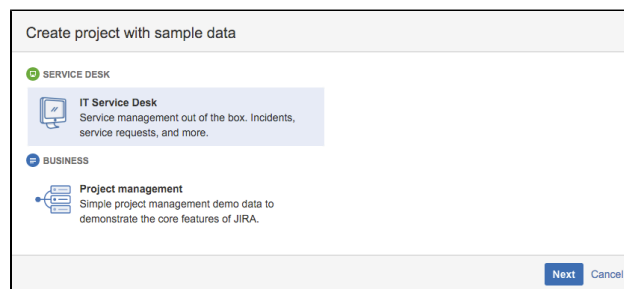 Create project with sample data
SERVICE DESK
IT Service Desk
Service management out of the box. Incidents,
service requests, and more.
BUSINESS
Project management
Simple project management demo data to
demonstrate the core features of JIRA.
Next Cancel